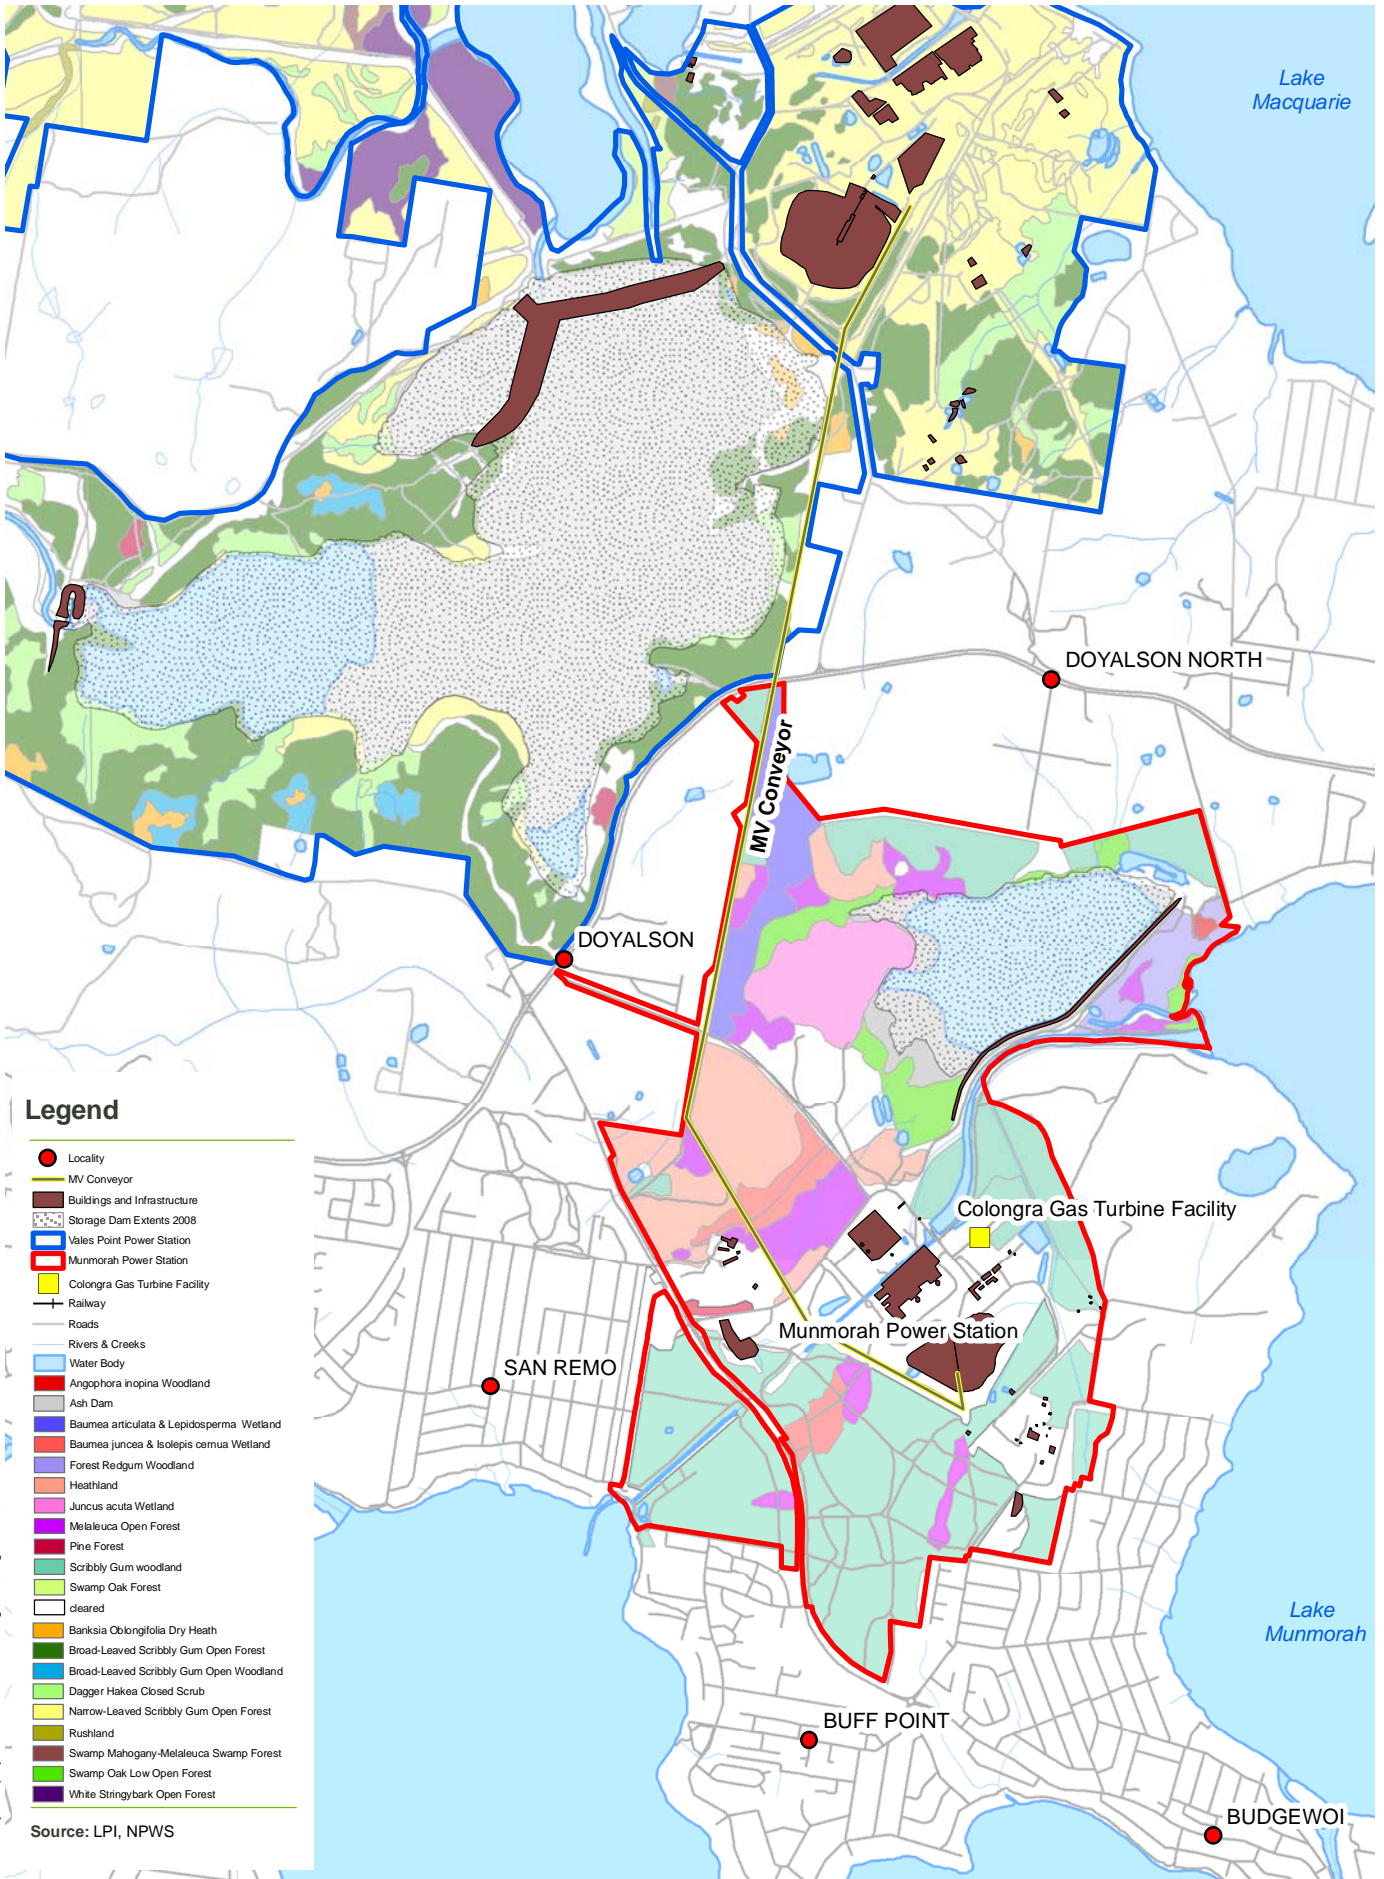 Lake
Macquarie
DOYALSON NORTH
MV Conveyor
DOYALSON
Colongra Gas Turbine Facility
Munmorah Power Station
SAN REMO
Lake
Munmorah
BUFF POINT
BUDGEWOI
Legend
Locality
MV Conveyor
Buildings and Infrastructure
Storage Dam Extents 2008
Vales Point Power Station
Munmorah Power Station
Colongra Gas Turbine Facility
Railway
Roads
Rivers & Creeks
Water Body
Angophora inopina Woodland
Ash Dam
Baumea articulata & Lepidosperma Wetland
Baumea juncea & Isolepis cernua Wetland
Forest Redgum Woodland
Heathland
Juncus acuta Wetland
Melaleuca Open Forest
Pine Forest
Scribbly Gum woodland
Swamp Oak Forest
cleared
Banksia Oblongifolia Dry Heath
Broad-Leaved Scribbly Gum Open Forest
Broad-Leaved Scribbly Gum Open Woodland
Dagger Hakea Closed Scrub
Narrow-Leaved Scribbly Gum Open Forest
Rushland
Swamp Mahogany-Melaleuca Swamp Forest
Swamp Oak Low Open Forest
White Stringybark Open Forest
Source: LPI, NPWS